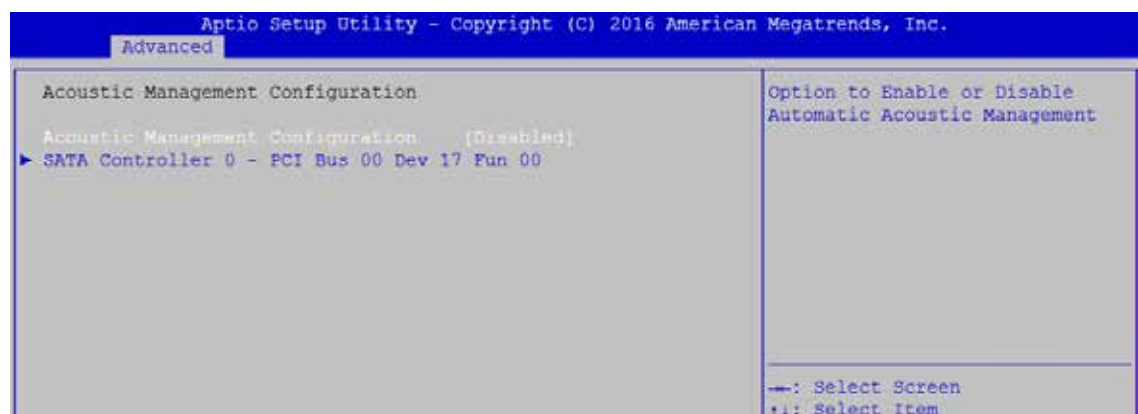 Aptio Setup Utility - Copyright (C) 2016 American Megatrends, Inc.
Advanced
Acoustic Management Configuration
Acoustic Management Configuration [Disabled]
► SATA Controller 0 - PCI Bus 00 Dev 17 Fun 00
Option to Enable or Disable
Automatic Acoustic Management
→←: Select Screen
↑↓: Select Item